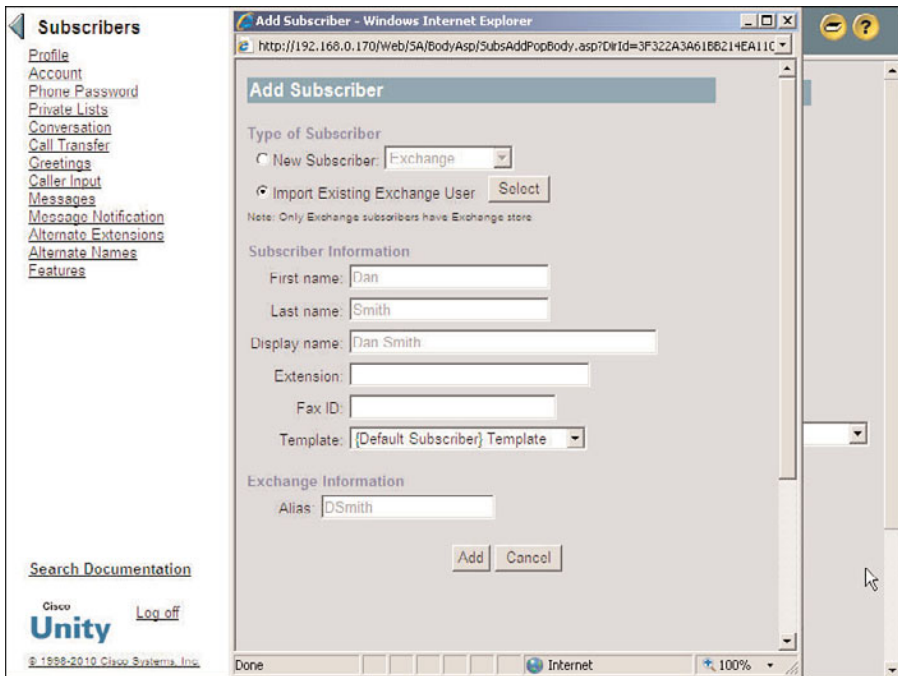 Subscribers
Profile
Account
Phone Password
Private Lists
Conversation
Call Transfer
Greetings
Caller Input
Messages
Message Notification
Alternate Extensions
Alternate Names
Features
Search Documentation
Cisco
Unity
Log off
© 1998-2010 Cisco Systems, Inc.
Add Subscriber - Windows Internet Explorer
http://192.168.0.170/Web/SA/BodyAsp/SubsAddPopBody.asp?DirId=3F322A3A61BB214EA11C
Add Subscriber
Type of Subscriber
New Subscriber: Exchange
Import Existing Exchange User Select
Note: Only Exchange subscribers have Exchange store
Subscriber Information
First name: Dan
Last name: Smith
Display name: Dan Smith
Extension:
Fax ID:
Template: {Default Subscriber} Template
Exchange Information
Alias: DSmith
Add Cancel
Done Internet 100%
?